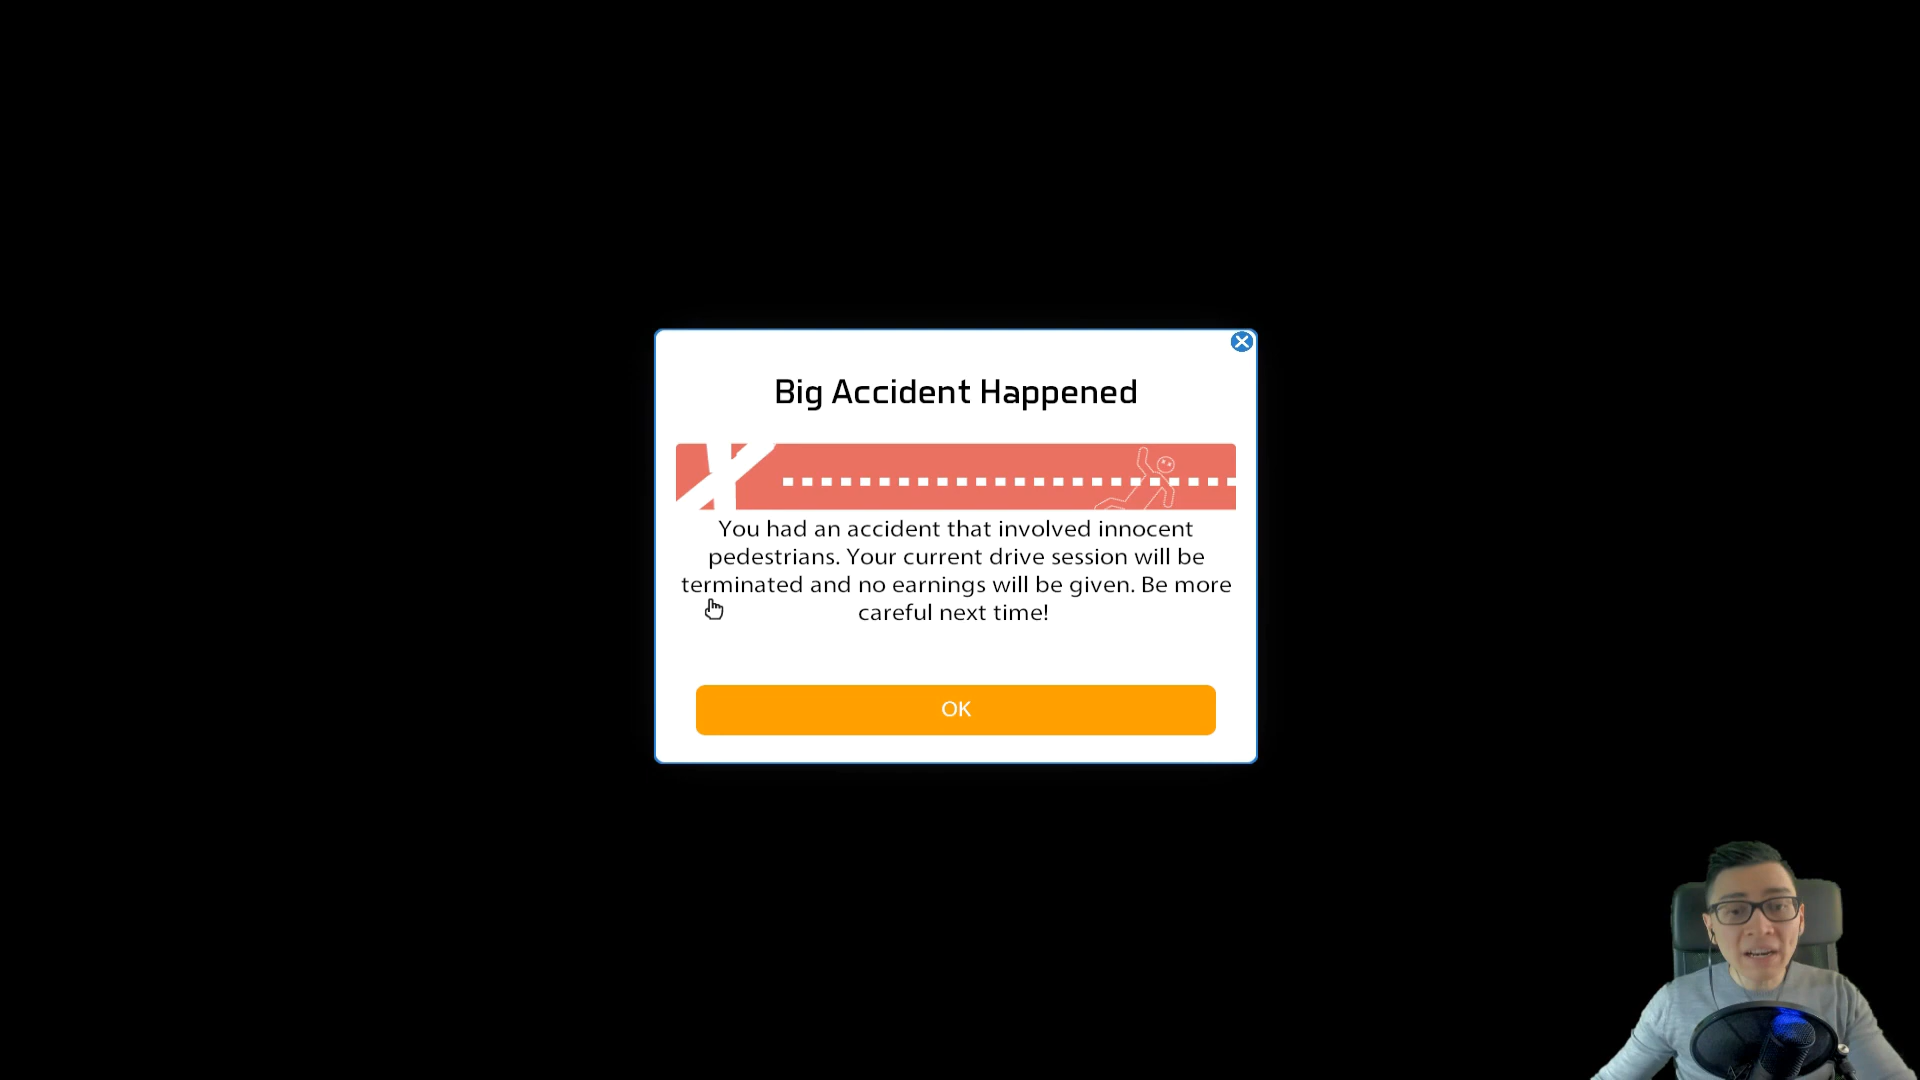 Big Accident Happened
You had an accident that involved innocent
pedestrians. Your current drive session will be
terminated and no earnings will be given. Be more
careful next time!
OK